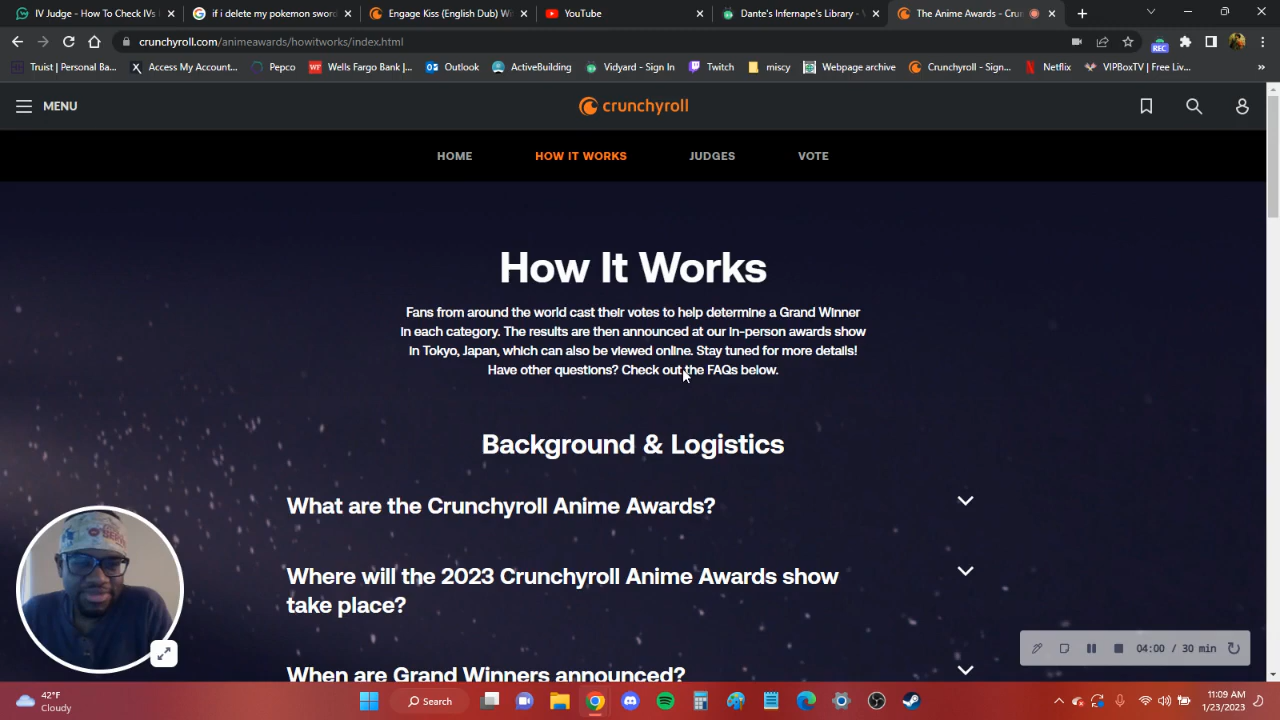 IV Judge - How To Check IVs I
if i delete my pokemon sword
Engage Kiss (English Dub) Wi
YouTube
Dante's Infernape's Library - V
The Anime Awards - Crun
crunchyroll.com/animeawards/howitworks/index.html
REC
Truist | Personal Ba...
Access My Account...
Pepco
WF
Wells Fargo Bank |...
Outlook
ActiveBuilding
Vidyard - Sign In
Twitch
miscy
Webpage archive
Crunchyroll - Sign...
Netflix
VIPBoxTV | Free Liv...
»
MENU
crunchyroll
HOME
HOW IT WORKS
JUDGES
VOTE
How It Works
Fans from around the world cast their votes to help determine a Grand Winner
in each category. The results are then announced at our in-person awards show
in Tokyo, Japan, which can also be viewed online. Stay tuned for more details!
Have other questions? Check out the FAQs below.
Background & Logistics
What are the Crunchyroll Anime Awards?
Where will the 2023 Crunchyroll Anime Awards show
take place?
When are Grand Winners announced?
04:00 / 30 min
42°F
Cloudy
Search
11:09 AM
1/23/2023